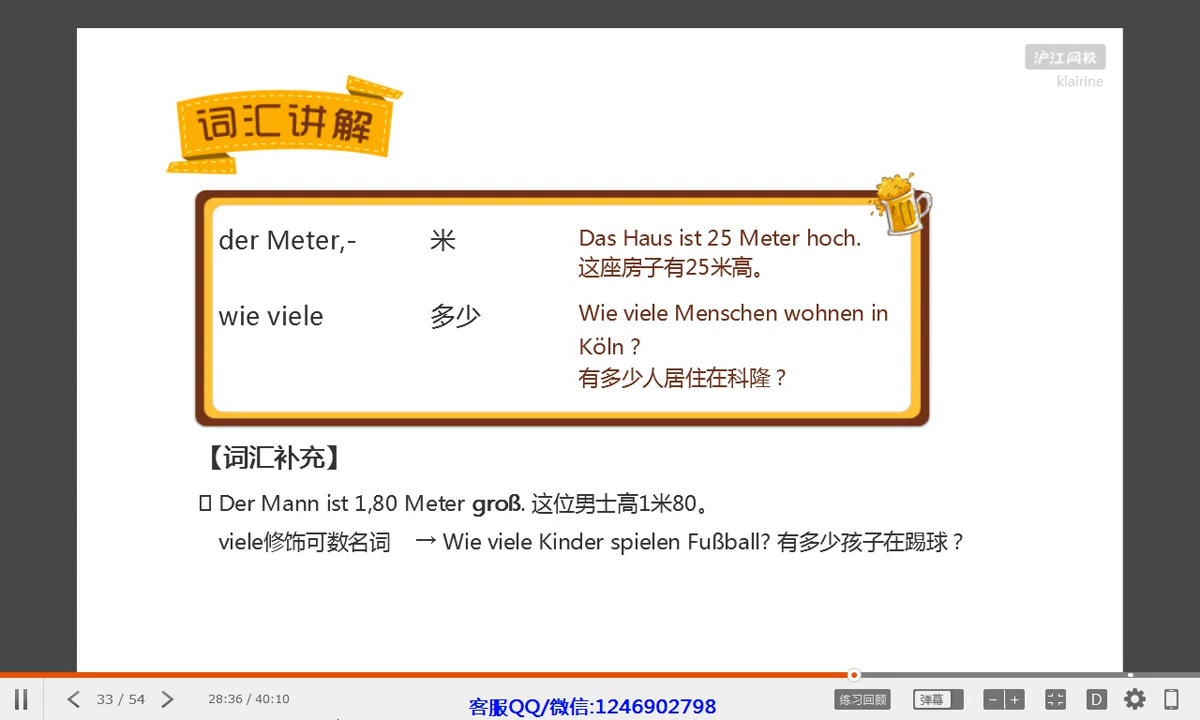 沪江网校
klairine
词汇讲解
der Meter,- 米 Das Haus ist 25 Meter hoch.
这座房子有25米高。
wie viele 多少 Wie viele Menschen wohnen in
Köln？
有多少人居住在科隆？
【词汇补充】
Der Mann ist 1,80 Meter groß. 这位男士高1米80。
viele修饰可数名词 → Wie viele Kinder spielen Fußball? 有多少孩子在踢球？
33 / 54 28:36 / 40:10 客服QQ/微信:1246902798 练习回顾 弹幕 D